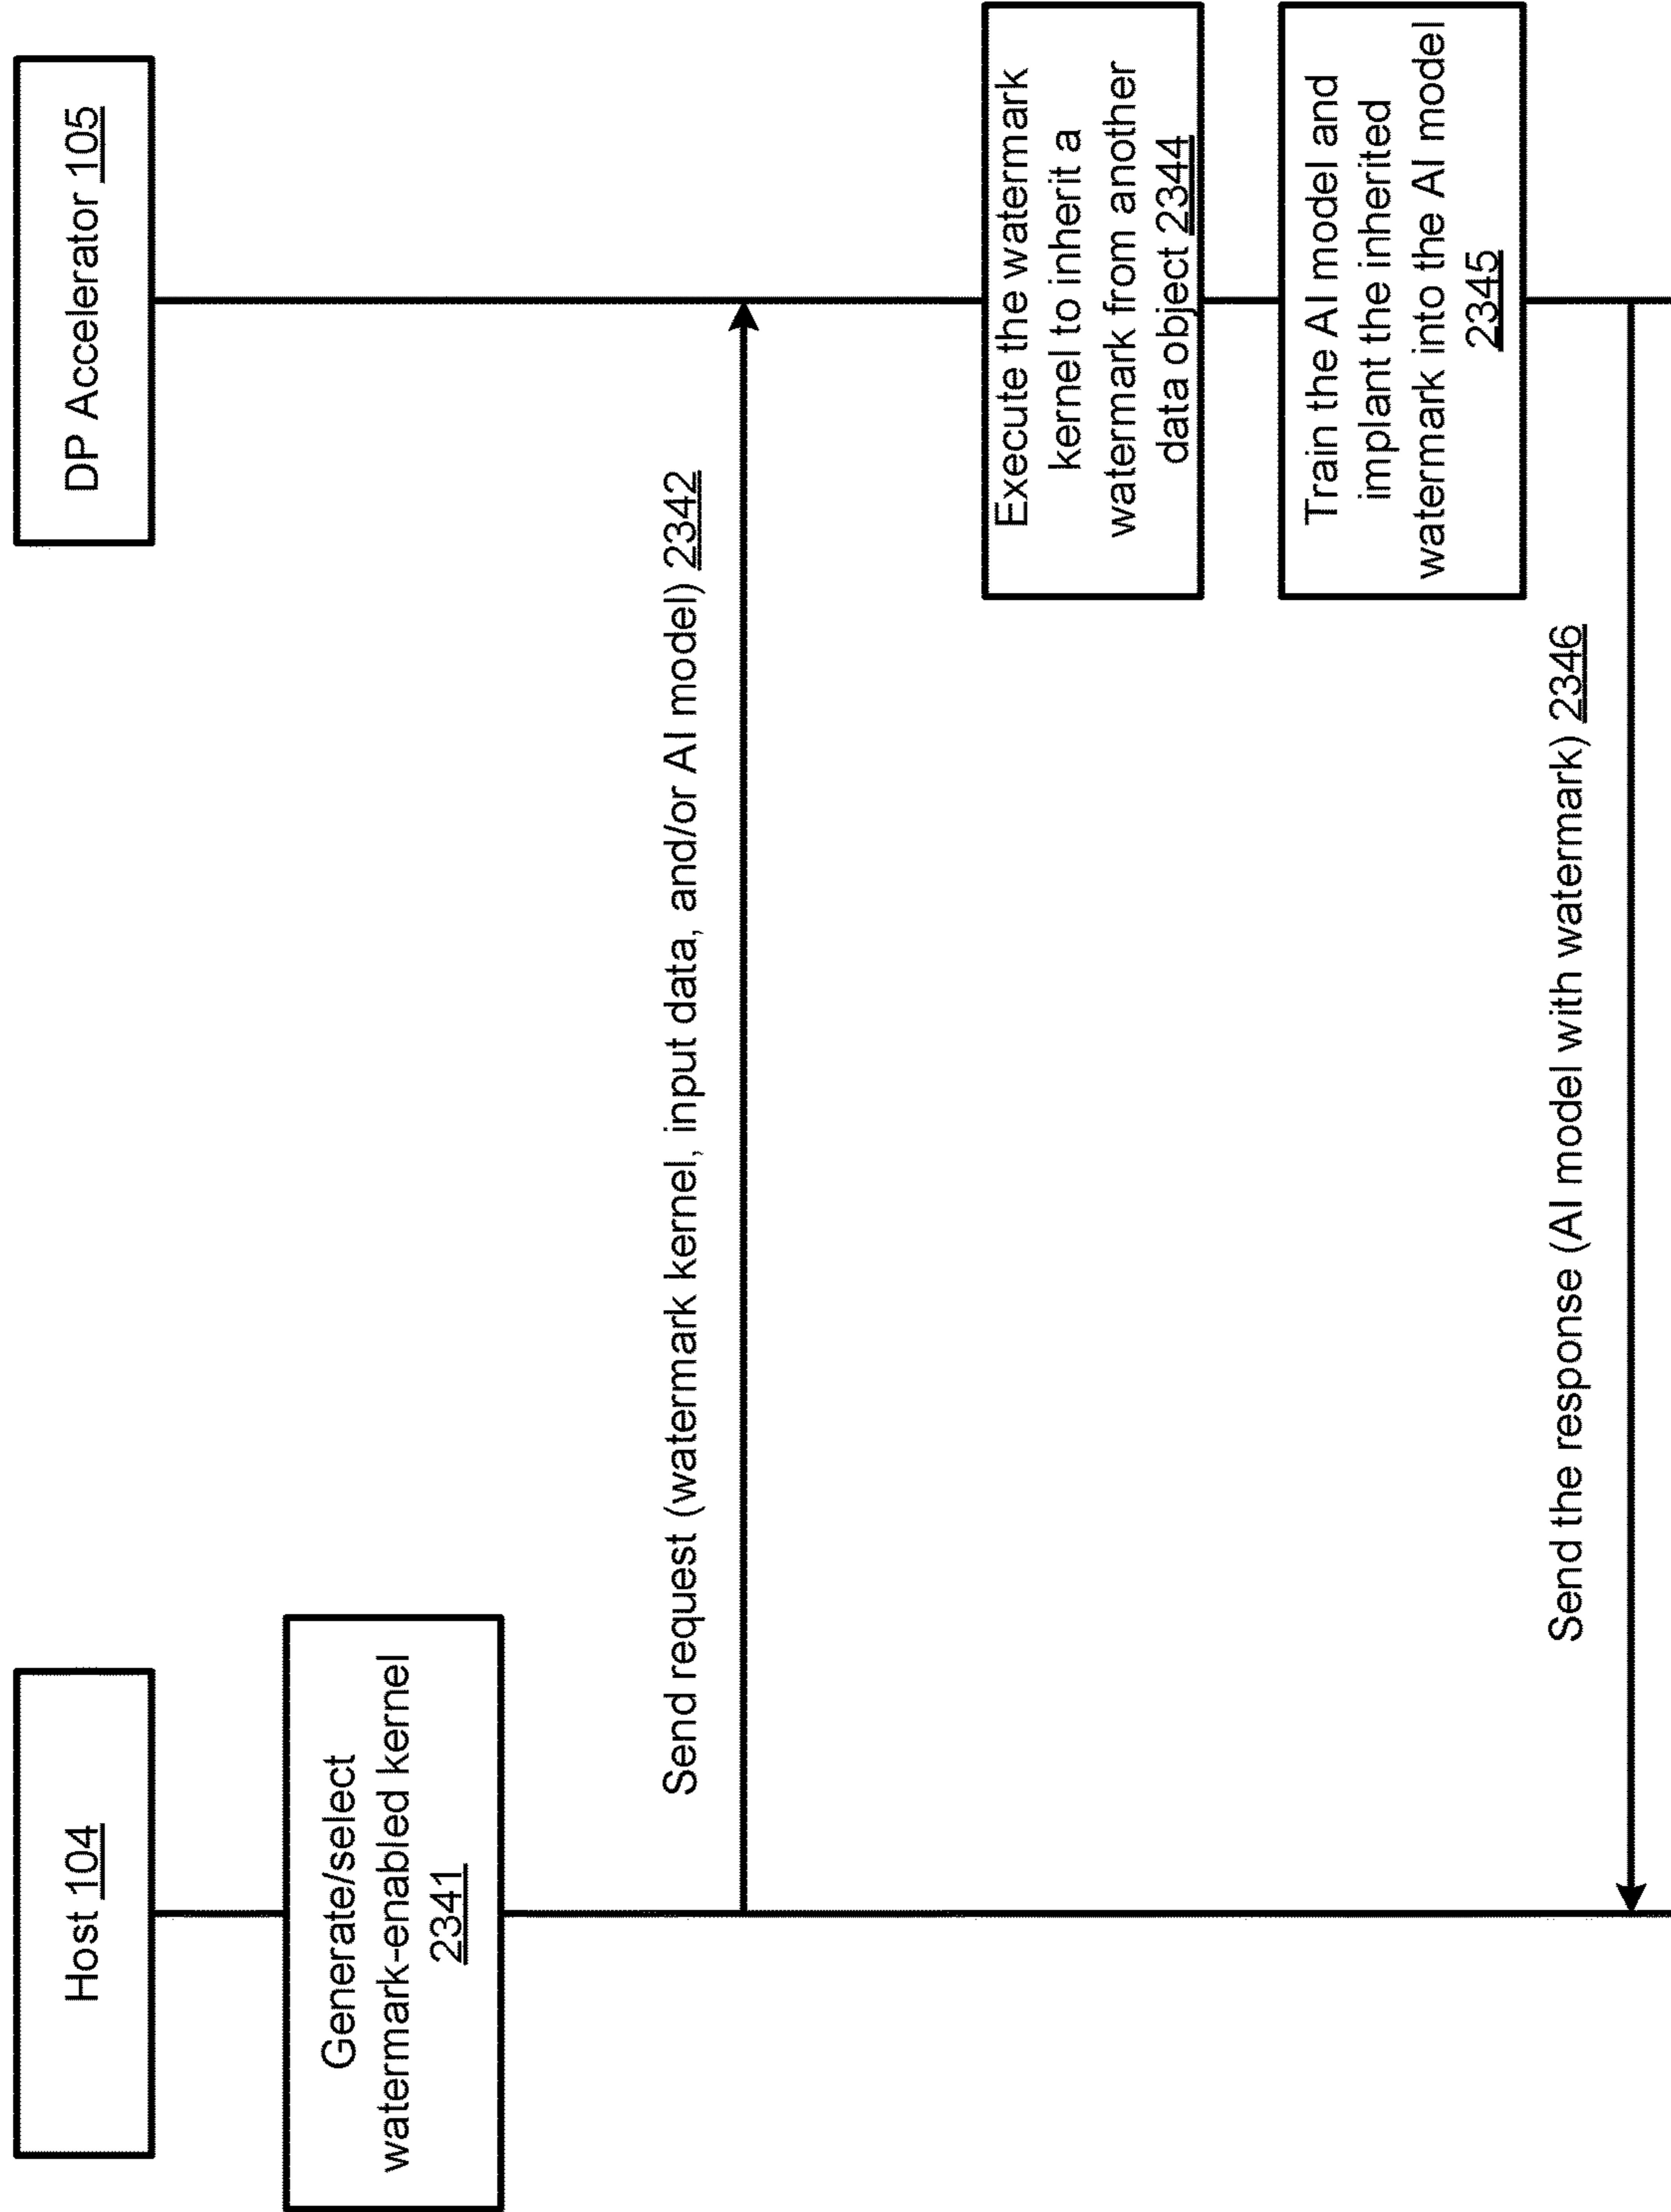 Host 104
DP Accelerator 105
Generate/select
watermark-enabled kernel
2341
Send request (watermark kernel, input data, and/or AI model) 2342
Execute the watermark
kernel to inherit a
watermark from another
data object 2344
Train the AI model and
implant the inherited
watermark into the AI model
2345
Send the response (AI model with watermark) 2346